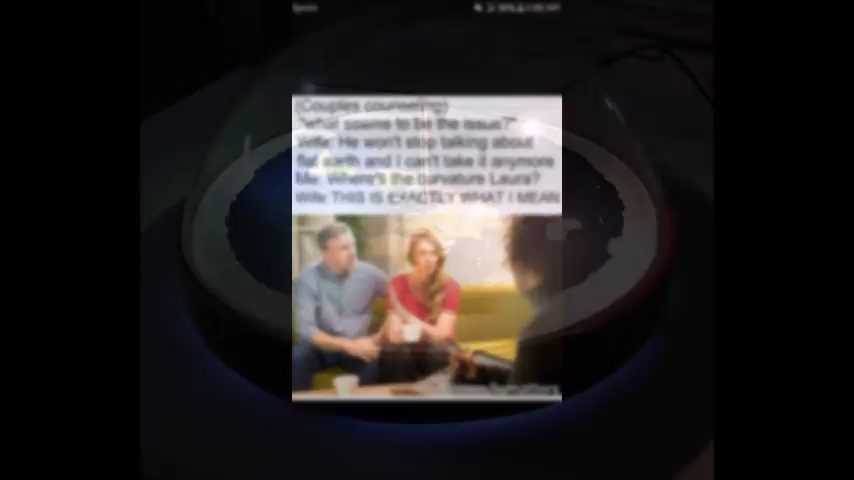 (Couples counseling)
"what seems to be the issue?"
Wife: He won't stop talking about
flat earth and I can't take it anymore
Me: Where's the curvature Laura?
Wife: THIS IS EXACTLY WHAT I MEAN